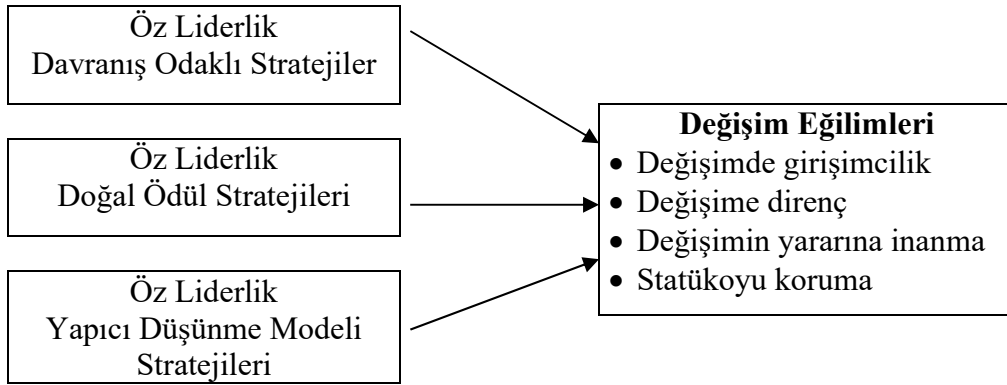 Öz Liderlik
Davranış Odaklı Stratejiler
Öz Liderlik
Doğal Ödül Stratejileri
Öz Liderlik
Yapıcı Düşünme Modeli
Stratejileri
Değişim Eğilimleri
• Değişimde girişimcilik
• Değişime direnç
• Değişimin yararına inanma
• Statükoyu koruma